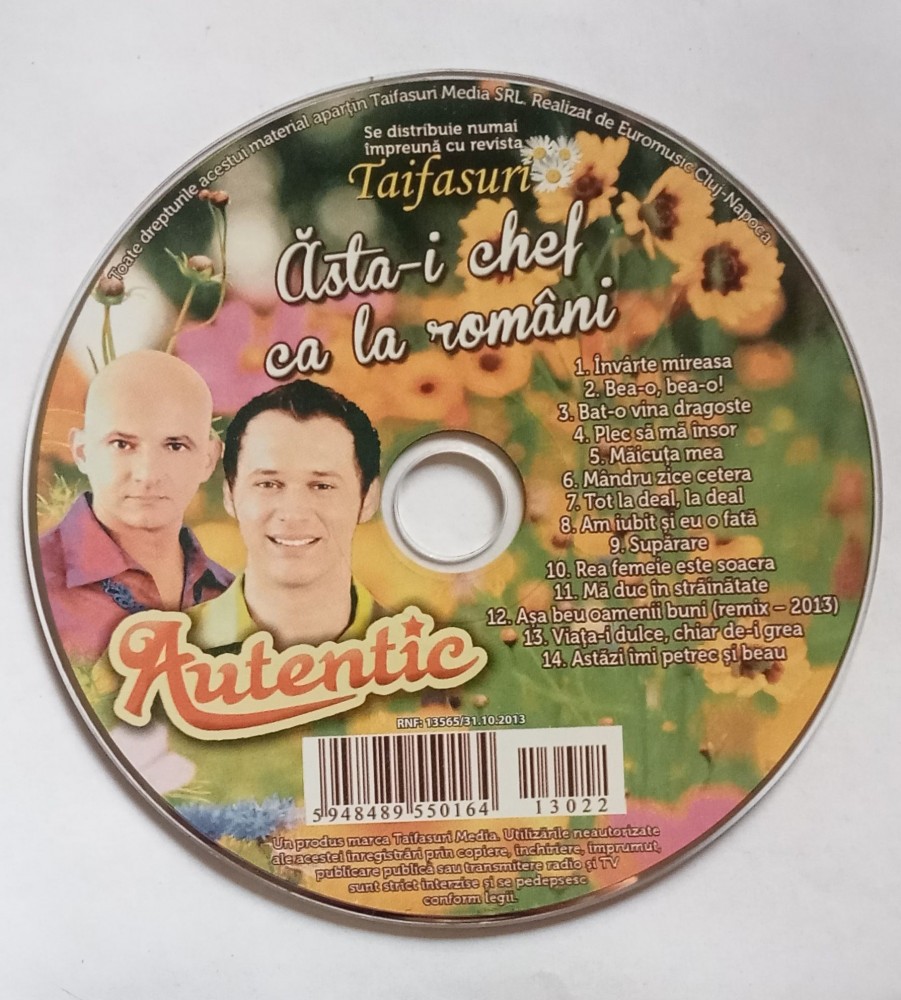 Toate drepturile acestui material aparțin Taifasuri Media SRL. Realizat de Euromusic Cluj-Napoca
Se distribuie numai
împreună cu revista
Taifasuri
Ăsta-i chef
ca la români
1. Învârte mireasa
2. Bea-o, bea-o!
3. Bat-o vina dragoste
4. Plec să mă însor
5. Măicuța mea
6. Mândru zice cetera
7. Tot la deal, la deal
8. Am iubit și eu o fată
9. Supărare
10. Rea femeie este soacra
11. Mă duc în străinătate
12. Așa beu oamenii buni (remix – 2013)
13. Viața-i dulce, chiar de-i grea
14. Astăzi îmi petrec și beau
Autentic
RNF: 13565/31.10.2013
5948489550164
13022
Un produs marca Taifasuri Media. Utilizările neautorizate
ale acestei înregistrări prin copiere, închiriere, împrumut,
publicare publică sau transmitere radio și TV
sunt strict interzise și se pedepsesc
conform legii.